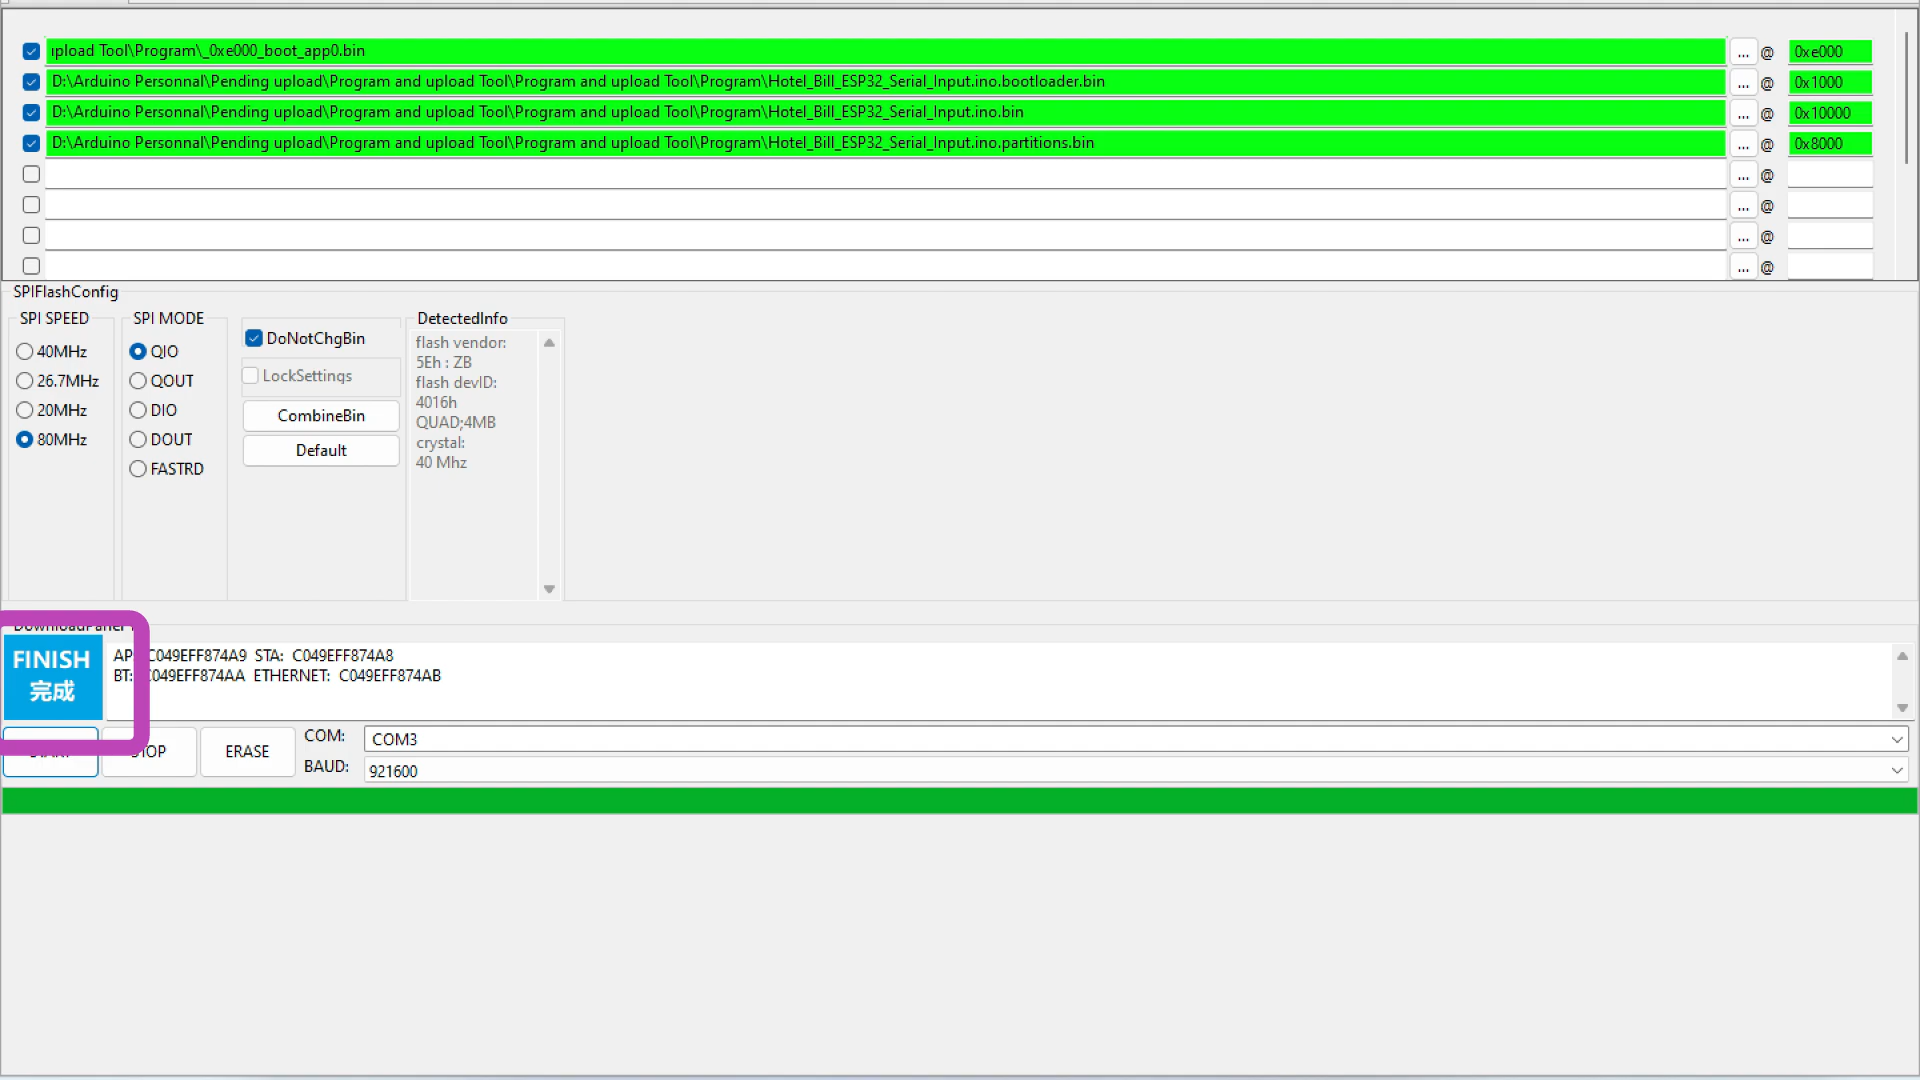 pload Tool\Program\_0xe000_boot_app0.bin ... @ 0xe000
D:\Arduino Personnal\Pending upload\Program and upload Tool\Program and upload Tool\Program\Hotel_Bill_ESP32_Serial_Input.ino.bootloader.bin ... @ 0x1000
D:\Arduino Personnal\Pending upload\Program and upload Tool\Program and upload Tool\Program\Hotel_Bill_ESP32_Serial_Input.ino.bin ... @ 0x10000
D:\Arduino Personnal\Pending upload\Program and upload Tool\Program and upload Tool\Program\Hotel_Bill_ESP32_Serial_Input.ino.partitions.bin ... @ 0x8000
... @
... @
... @
... @
SPIFlashConfig
SPI SPEED
40MHz
26.7MHz
20MHz
80MHz
SPI MODE
QIO
QOUT
DIO
DOUT
FASTRD
DoNotChgBin
LockSettings
CombineBin
Default
DetectedInfo
flash vendor:
5Eh : ZB
flash devID:
4016h
QUAD;4MB
crystal:
40 Mhz
FINISH
完成
AP: C049EFF874A9 STA: C049EFF874A8
BT: C049EFF874AA ETHERNET: C049EFF874AB
ERASE
COM: COM3
BAUD: 921600